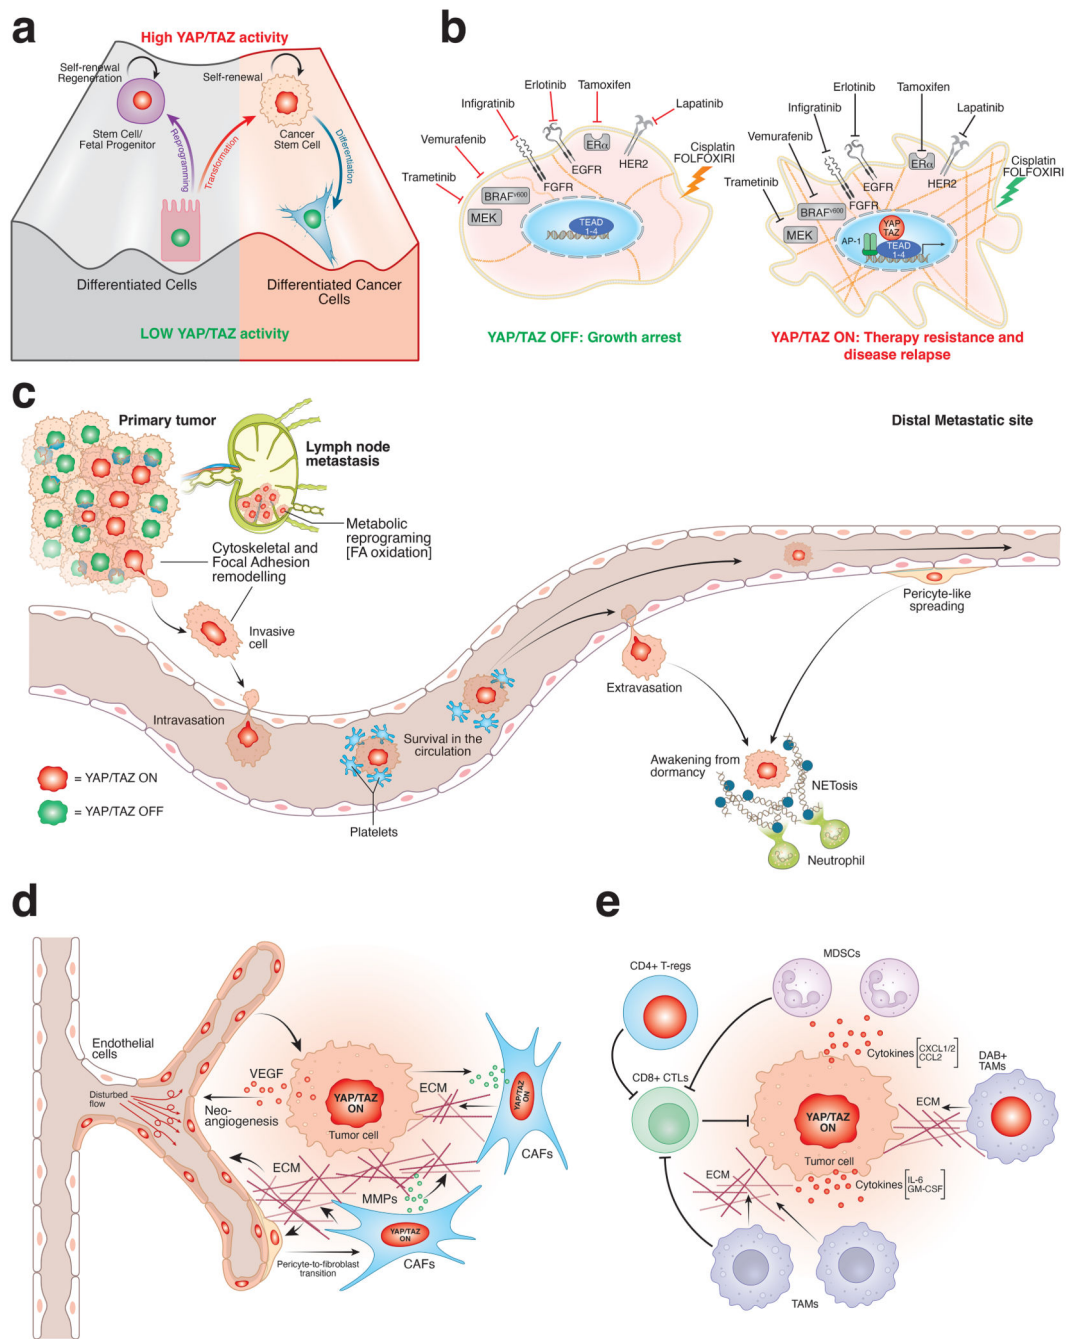 a
High YAP/TAZ activity
Self-renewal
Regeneration
Self-renewal
Stem Cell/
Fetal Progenitor
Cancer
Stem Cell
Reprogramming
Transformation
Differentiation
Differentiated Cells
Differentiated Cancer
Cells
LOW YAP/TAZ activity
b
Erlotinib
Tamoxifen
Infigratinib
Lapatinib
Vemurafenib
Trametinib
ERα
EGFR
HER2
FGFR
BRAFv600
MEK
TEAD
1-4
Cisplatin
FOLFOXIRI
YAP/TAZ OFF: Growth arrest
Erlotinib
Tamoxifen
Infigratinib
Lapatinib
Vemurafenib
Trametinib
ERα
EGFR
HER2
FGFR
BRAFv600
MEK
YAP
TAZ
AP-1
TEAD
1-4
Cisplatin
FOLFOXIRI
YAP/TAZ ON: Therapy resistance and
disease relapse
c
Primary tumor
Lymph node
metastasis
Distal Metastatic site
Metabolic
reprograming
[FA oxidation]
Cytoskeletal and
Focal Adhesion
remodelling
Invasive
cell
Pericyte-like
spreading
Extravasation
Intravasation
Survival in the
circulation
Awakening from
dormancy
NETosis
Platelets
Neutrophil
= YAP/TAZ ON
= YAP/TAZ OFF
d
Endothelial
cells
Disturbed
flow
VEGF
Neo-
angiogenesis
YAP/TAZ
ON
Tumor cell
ECM
YAP/TAZ
ON
CAFs
ECM
MMPs
YAP/TAZ
ON
CAFs
Pericyte-to-fibroblast
transition
e
CD4+ T-regs
MDSCs
Cytokines
CXCL1/2
CCL2
DAB+
TAMs
CD8+ CTLs
YAP/TAZ
ON
Tumor cell
ECM
ECM
Cytokines
IL-6
GM-CSF
TAMs